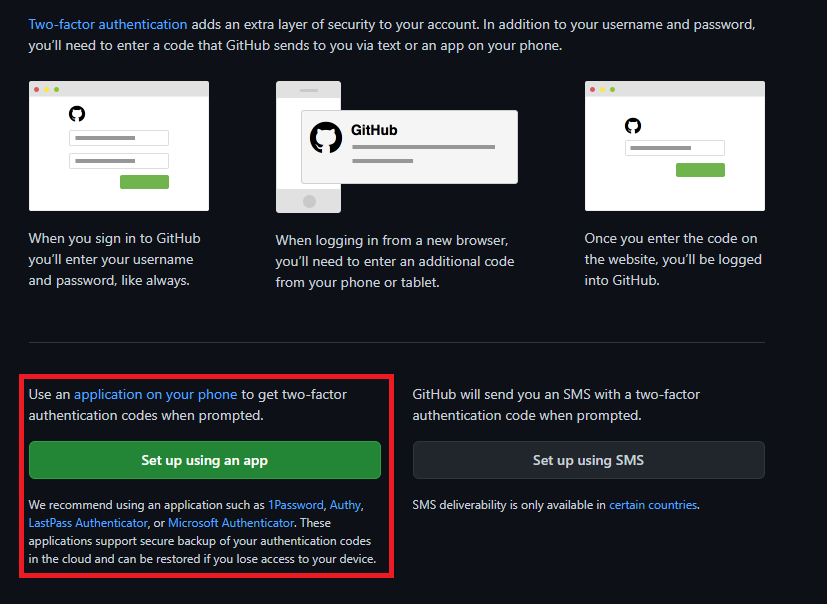 Two-factor authentication adds an extra layer of security to your account. In addition to your username and password,
you'll need to enter a code that GitHub sends to you via text or an app on your phone.
GitHub
When you sign in to GitHub
you'll enter your username
and password, like always.
When logging in from a new browser,
you'll need to enter an additional code
from your phone or tablet.
Once you enter the code on
the website, you'll be logged
into GitHub.
Use an application on your phone to get two-factor
authentication codes when prompted.
Set up using an app
We recommend using an application such as 1Password, Authy,
LastPass Authenticator, or Microsoft Authenticator. These
applications support secure backup of your authentication codes
in the cloud and can be restored if you lose access to your device.
GitHub will send you an SMS with a two-factor
authentication code when prompted.
Set up using SMS
SMS deliverability is only available in certain countries.